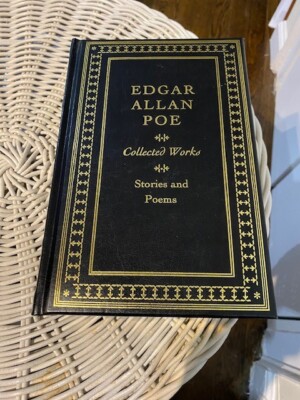 EDGAR
ALLAN
POE
Collected Works
Stories and
Poems